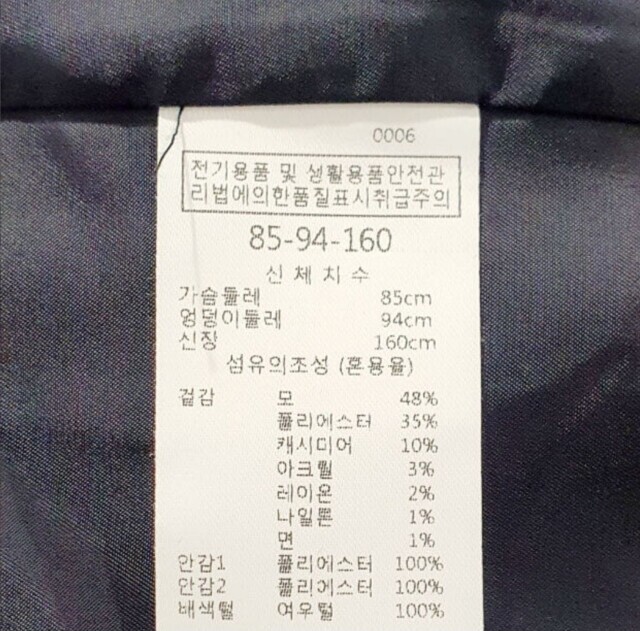 0006
전기용품 및 생활용품안전관
리법에의한품질표시취급주의
85-94-160
신 체 치 수
가슴둘레 85cm
엉덩이둘레 94cm
신장 160cm
섬유의조성 (혼용율)
겉감 모 48%
폴리에스터 35%
캐시미어 10%
아크릴 3%
레이온 2%
나일론 1%
면 1%
안감1 폴리에스터 100%
안감2 폴리에스터 100%
배색털 여우털 100%